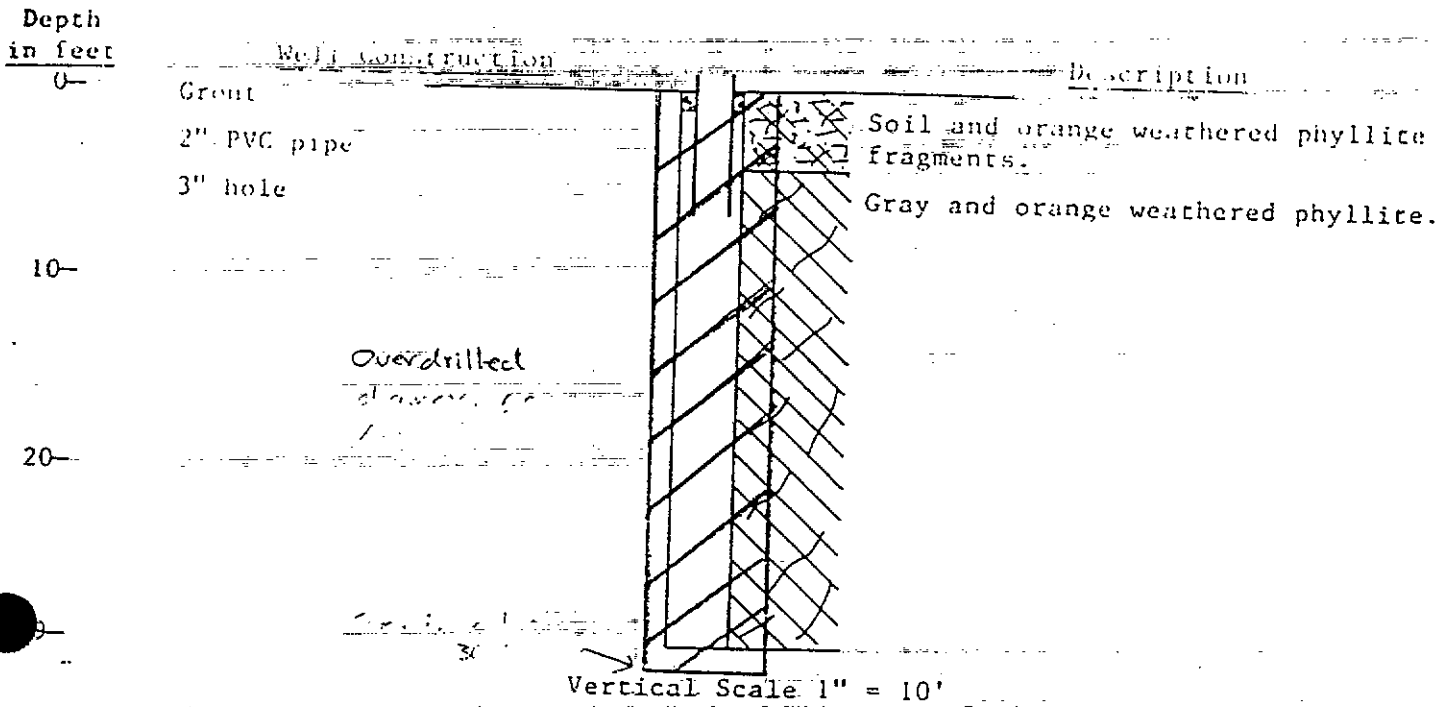 Depth
in feet
Well Construction
Description
0—
Grout
2" PVC pipe
3" hole
Soil and orange weathered phyllite
fragments.
Gray and orange weathered phyllite.
10—
Overdrilled
20—
Vertical Scale 1" = 10'